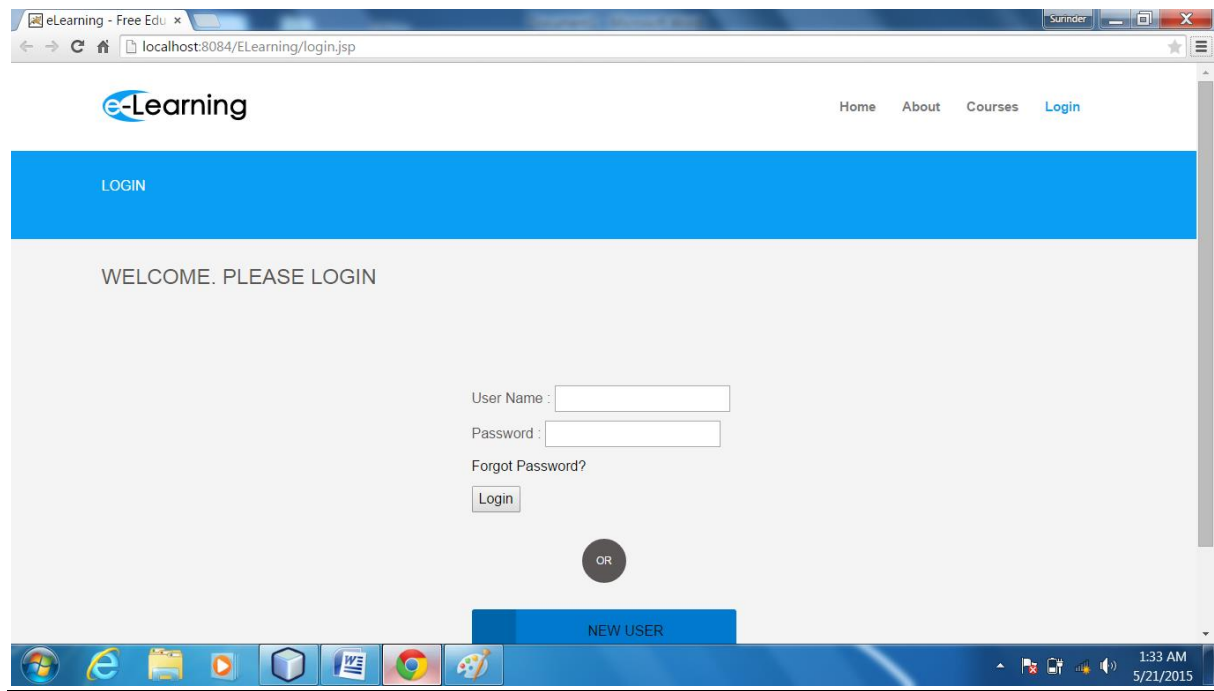 eLearning - Free Edu
Surinder
localhost:8084/ELearning/login.jsp
e-Learning
Home About Courses Login
LOGIN
WELCOME. PLEASE LOGIN
User Name :
Password :
Forgot Password?
Login
OR
NEW USER
1:33 AM
5/21/2015